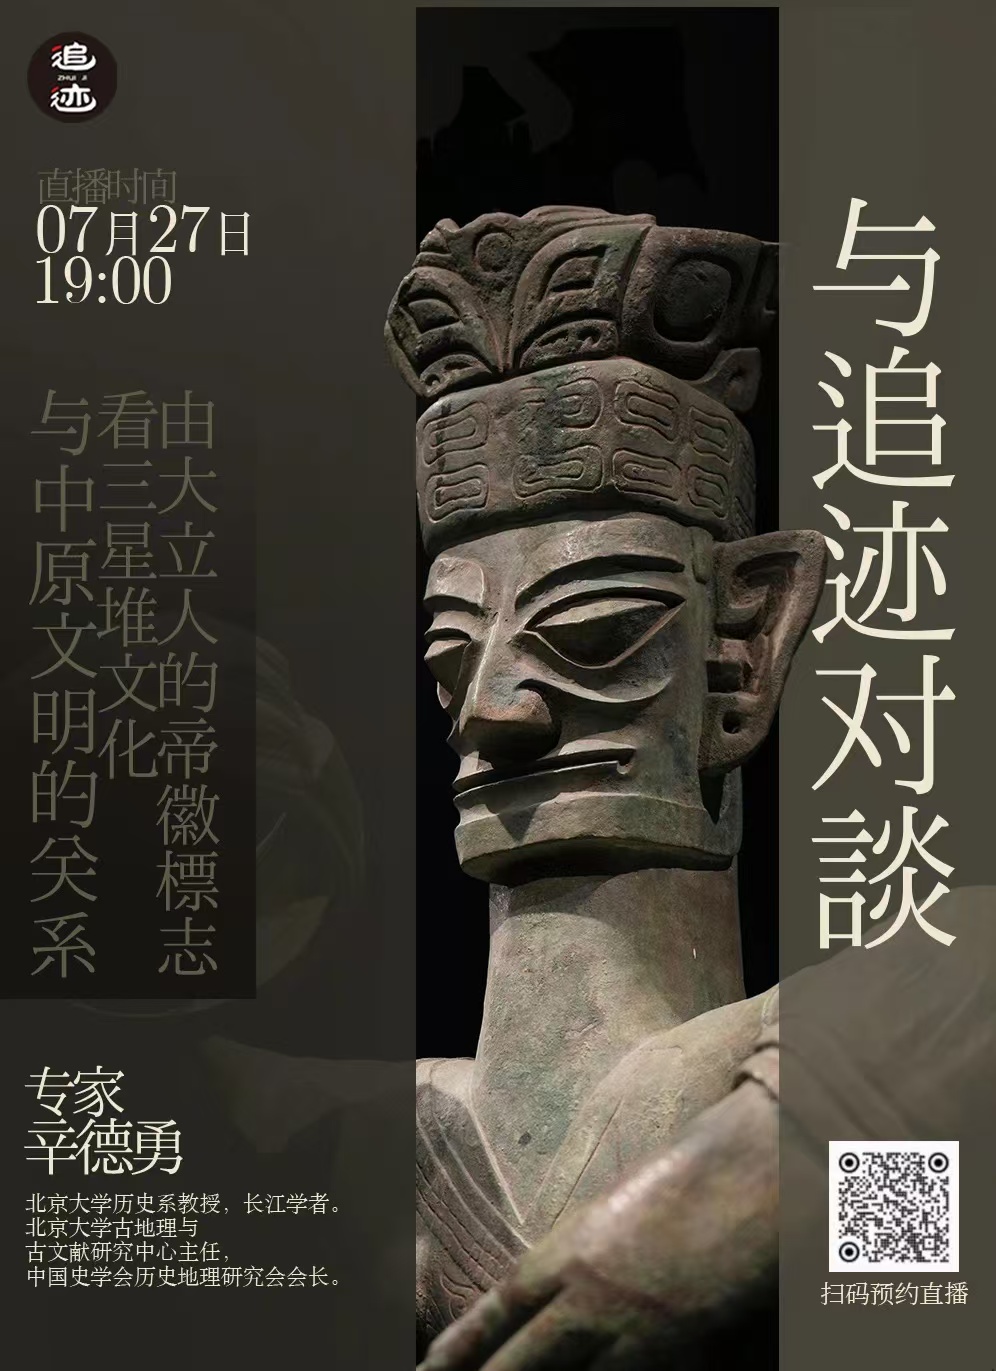 追
ZHUI JI
迹
直播时间
07月27日
19:00
与追迹对談
由大立人的帝徽標志
看三星堆文化
与中原文明的关系
专家
辛德勇
北京大学历史系教授，长江学者。
北京大学古地理与
古文献研究中心主任，
中国史学会历史地理研究会会长。
扫码预约直播